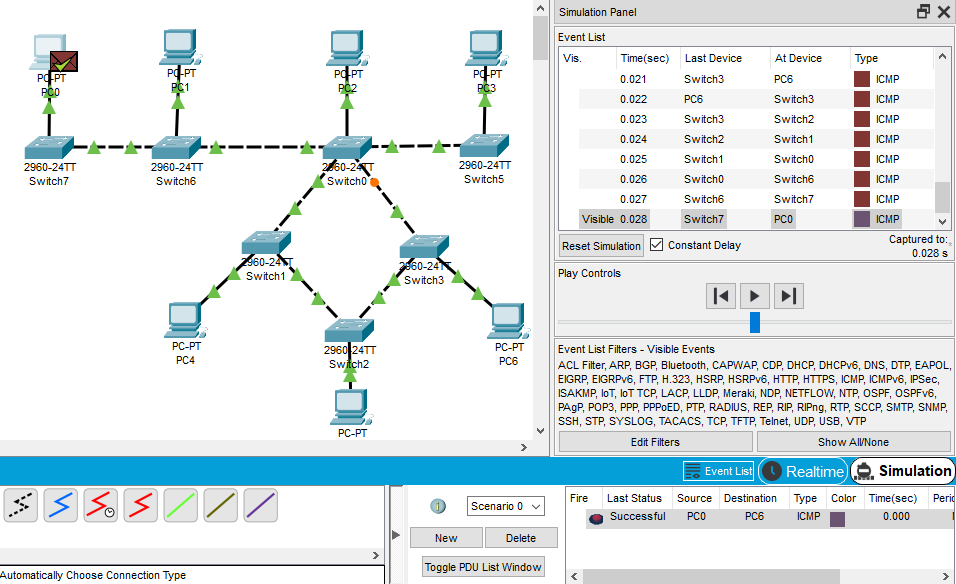 Simulation Panel
Event List
Vis. Time(sec) Last Device At Device Type
0.021 Switch3 PC6 ICMP
0.022 PC6 Switch3 ICMP
0.023 Switch3 Switch2 ICMP
0.024 Switch2 Switch1 ICMP
0.025 Switch1 Switch0 ICMP
0.026 Switch0 Switch6 ICMP
0.027 Switch6 Switch7 ICMP
Visible 0.028 Switch7 PC0 ICMP
Reset Simulation Constant Delay Captured to:
0.028 s
Play Controls
Event List Filters - Visible Events
ACL Filter, ARP, BGP, Bluetooth, CAPWAP, CDP, DHCP, DHCPv6, DNS, DTP, EAPOL,
EIGRP, EIGRPv6, FTP, H.323, HSRP, HSRPv6, HTTP, HTTPS, ICMP, ICMPv6, IPSec,
ISAKMP, IoT, IoT TCP, LACP, LLDP, Meraki, NDP, NETFLOW, NTP, OSPF, OSPFv6,
PAgP, POP3, PPP, PPPoED, PTP, RADIUS, REP, RIP, RIPng, RTP, SCCP, SMTP, SNMP,
SSH, STP, SYSLOG, TACACS, TCP, TFTP, Telnet, UDP, USB, VTP
Edit Filters Show All/None
PC-PT
PC0
PC-PT
PC1
PC-PT
PC2
PC-PT
PC3
2960-24TT
Switch7
2960-24TT
Switch6
2960-24TT
Switch0
2960-24TT
Switch5
2960-24TT
Switch1
2960-24TT
Switch3
PC-PT
PC4
2960-24TT
Switch2
PC-PT
PC6
PC-PT
Event List Realtime Simulation
Scenario 0
New Delete
Toggle PDU List Window
Fire Last Status Source Destination Type Color Time(sec) Perio
Successful PC0 PC6 ICMP 0.000
Automatically Choose Connection Type